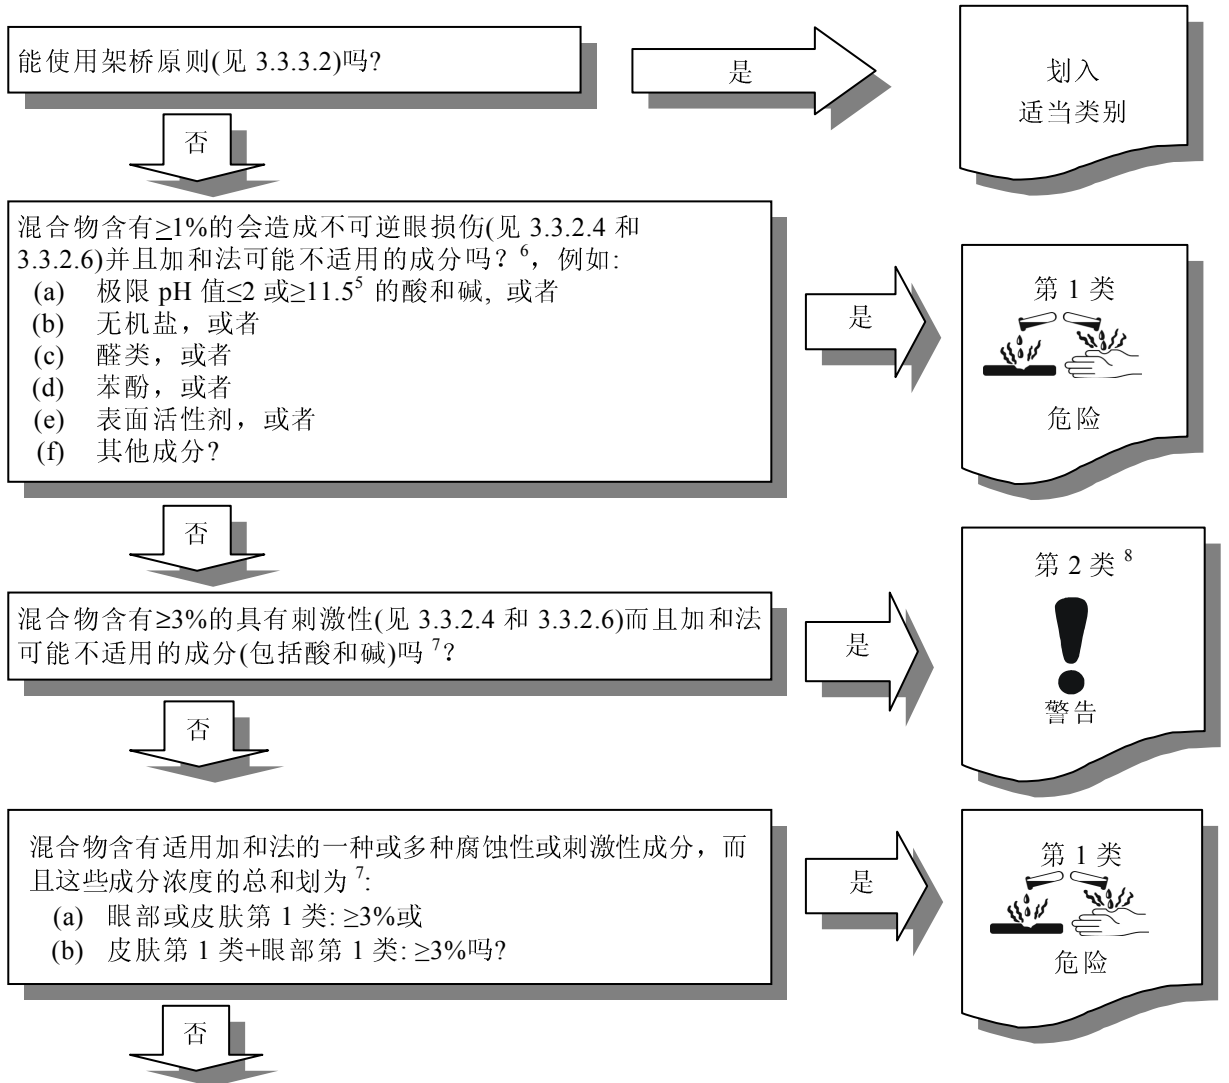 能使用架桥原则(见 3.3.3.2)吗?
是
划入
适当类别
否
混合物含有≥1%的会造成不可逆眼损伤(见 3.3.2.4 和
3.3.2.6)并且加和法可能不适用的成分吗? 6, 例如:
(a) 极限 pH 值≤2 或≥11.5 5 的酸和碱, 或者
(b) 无机盐，或者
(c) 醛类，或者
(d) 苯酚，或者
(e) 表面活性剂，或者
(f) 其他成分?
是
第 1 类
危险
否
混合物含有≥3%的具有刺激性(见 3.3.2.4 和 3.3.2.6)而且加和法
可能不适用的成分(包括酸和碱)吗 7?
是
第 2 类 8
警告
否
混合物含有适用加和法的一种或多种腐蚀性或刺激性成分，而
且这些成分浓度的总和划为 7:
(a) 眼部或皮肤第 1 类: ≥3%或
(b) 皮肤第 1 类+眼部第 1 类: ≥3%吗?
是
第 1 类
危险
否